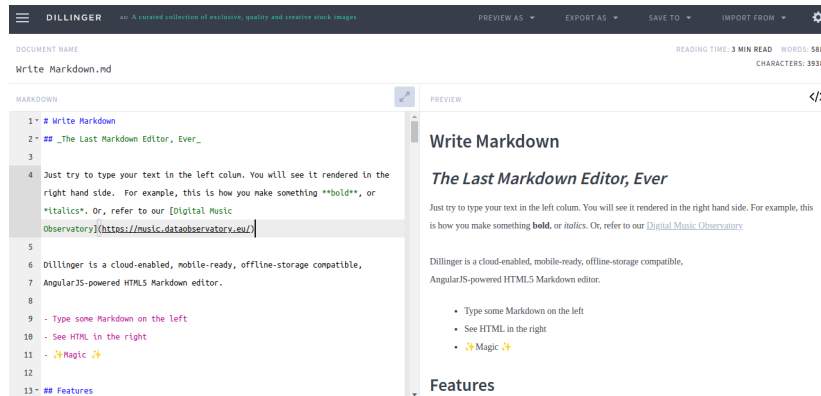 DILLINGER
an: A curated collection of exclusive, quality and creative stock images
PREVIEW AS
EXPORT AS
SAVE TO
IMPORT FROM
DOCUMENT NAME
READING TIME: 3 MIN READ WORDS: 588
Write Markdown.md
CHARACTERS: 3938
MARKDOWN
PREVIEW
</>
1 # Write Markdown
2 ## _The Last Markdown Editor, Ever_
3
4 Just try to type your text in the left colum. You will see it rendered in the
right hand side.  For example, this is how you make something **bold**, or
*italics*. Or, refer to our [Digital Music
Observatory](https://music.dataobservatory.eu/)
5
6 Dillinger is a cloud-enabled, mobile-ready, offline-storage compatible,
7 AngularJS-powered HTML5 Markdown editor.
8
9 - Type some Markdown on the left
10 - See HTML in the right
11 - ✨Magic ✨
12
13 ## Features
Write Markdown
The Last Markdown Editor, Ever
Just try to type your text in the left colum. You will see it rendered in the right hand side. For example, this
is how you make something bold, or italics. Or, refer to our Digital Music Observatory
Dillinger is a cloud-enabled, mobile-ready, offline-storage compatible,
AngularJS-powered HTML5 Markdown editor.
• Type some Markdown on the left
• See HTML in the right
• ✨Magic ✨
Features